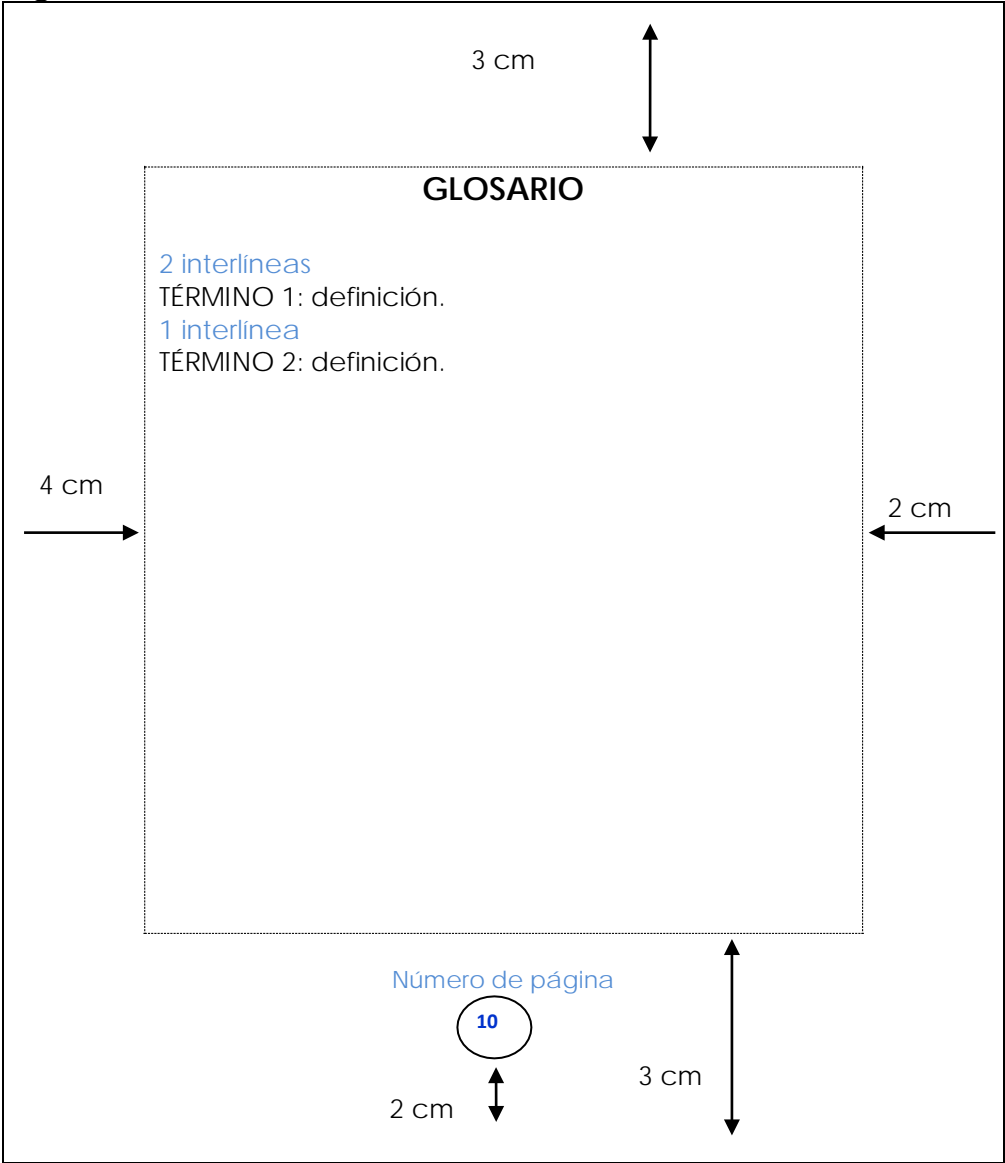 3 cm
GLOSARIO
2 interlíneas
TÉRMINO 1: definición.
1 interlínea
TÉRMINO 2: definición.
4 cm
2 cm
Número de página
10
3 cm
2 cm